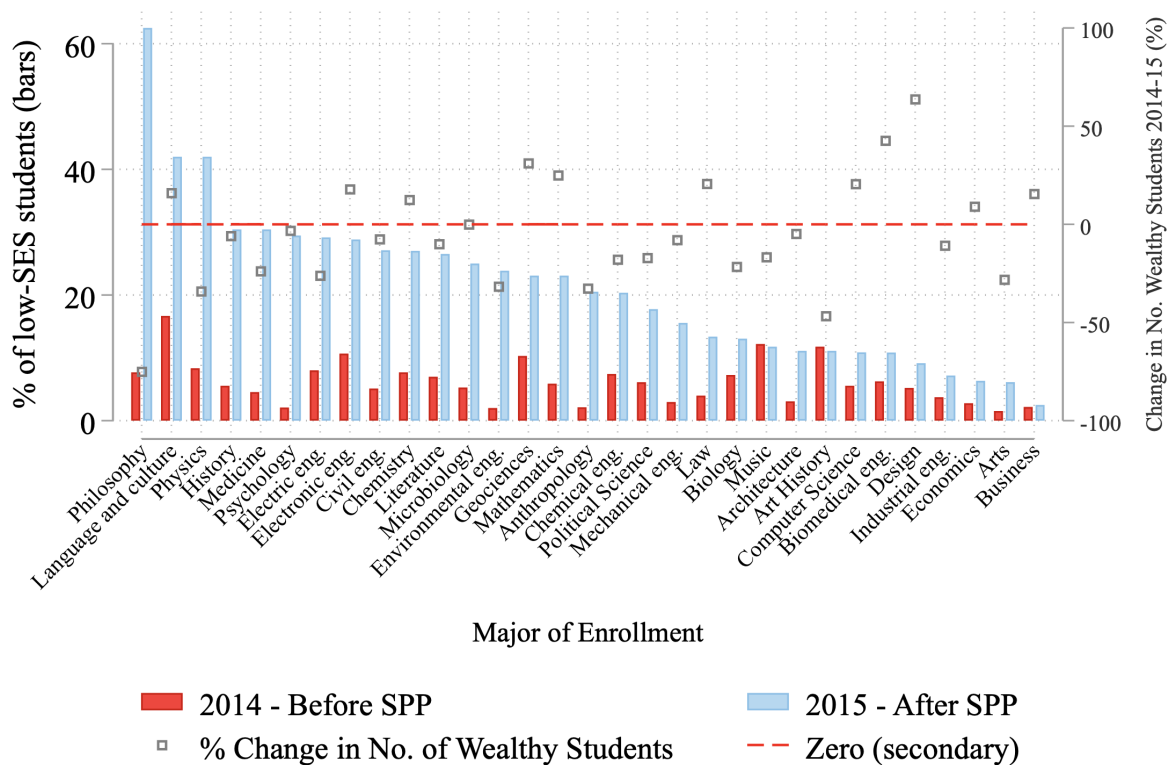 % of low-SES students (bars)
60
40
20
0
100
50
0
-50
-100
Change in No. Wealthy Students 2014-15 (%)
Philosophy
Language and culture
Physics
History
Medicine
Psychology
Electric eng.
Electronic eng.
Civil eng.
Chemistry
Literature
Microbiology
Environmental eng.
Geociences
Mathematics
Anthropology
Chemical eng.
Political Science
Mechanical eng.
Law
Biology
Music
Architecture
Art History
Computer Science
Biomedical eng.
Design
Industrial eng.
Economics
Arts
Business
Major of Enrollment
2014 - Before SPP
2015 - After SPP
% Change in No. of Wealthy Students
Zero (secondary)